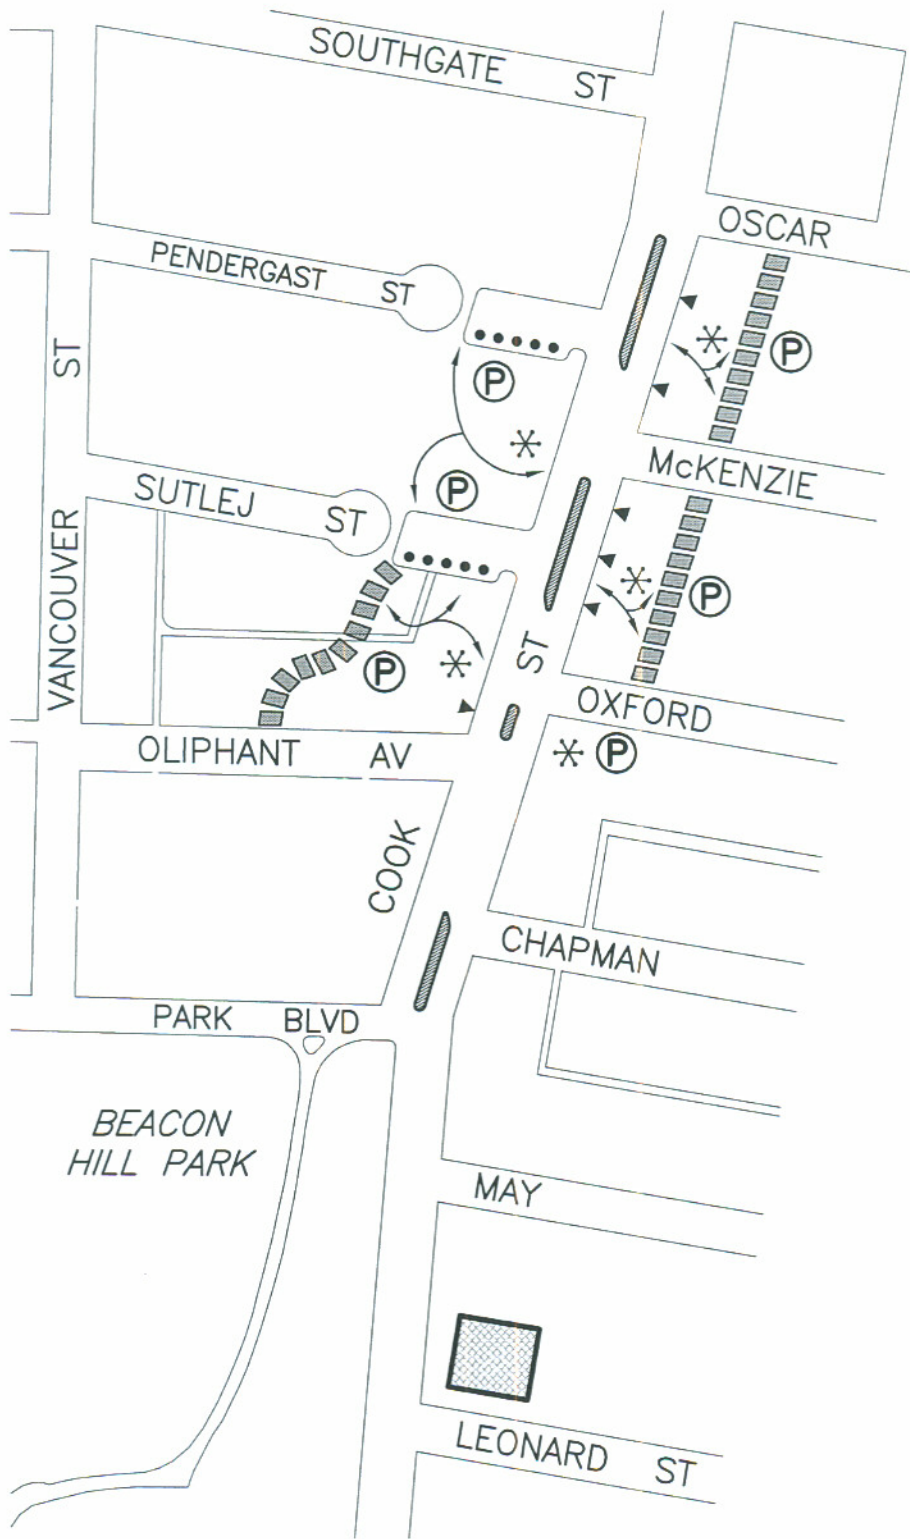 SOUTHGATE ST
OSCAR
PENDERGAST ST
P
P
McKENZIE
P
SUTLEJ ST
VANCOUVER ST
P
P
OXFORD
OLIPHANT AV
P
COOK ST
CHAPMAN
PARK BLVD
BEACON
HILL PARK
MAY
LEONARD ST